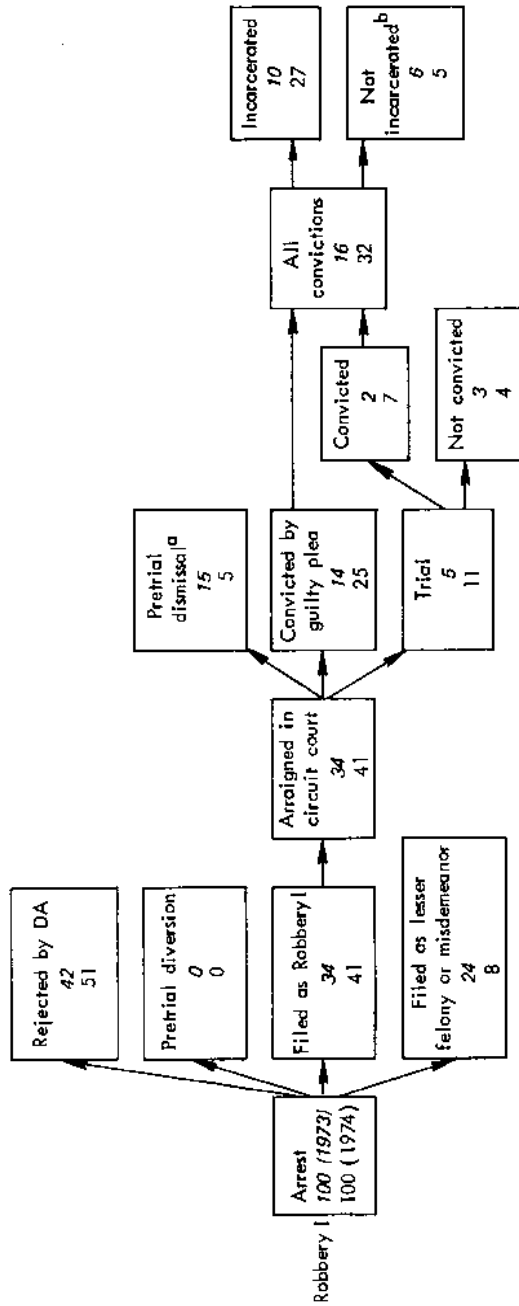 Robbery I
Arrest
100 (1973)
100 (1974)
Rejected by DA
42
51
Pretrial diversion
0
0
Filed as Robbery I
34
41
Filed as lesser
felony or misdemeanor
24
8
Arraigned in
circuit court
34
41
Pretrial
dismissal a
15
5
Convicted by
guilty plea
14
25
Trial
5
11
Convicted
2
7
Not convicted
3
4
All
convictions
16
32
Incarcerated
10
27
Not
incarcerated b
6
5